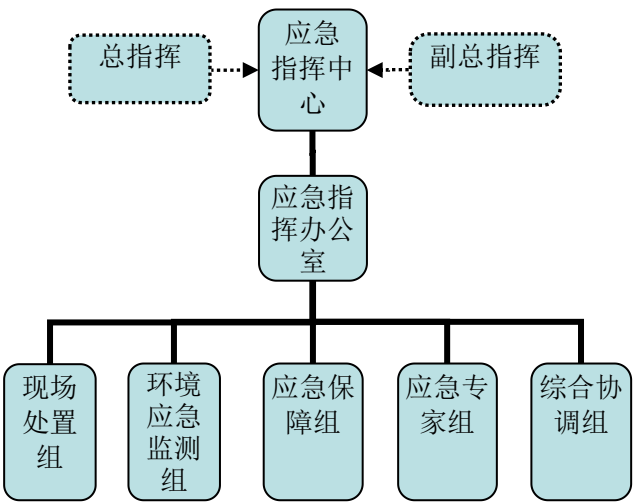 总指挥
应急
指挥中
心
副总指挥
应急指
挥办公
室
现场
处置
组
环境
应急
监测
组
应急保
障组
应急专
家组
综合协
调组